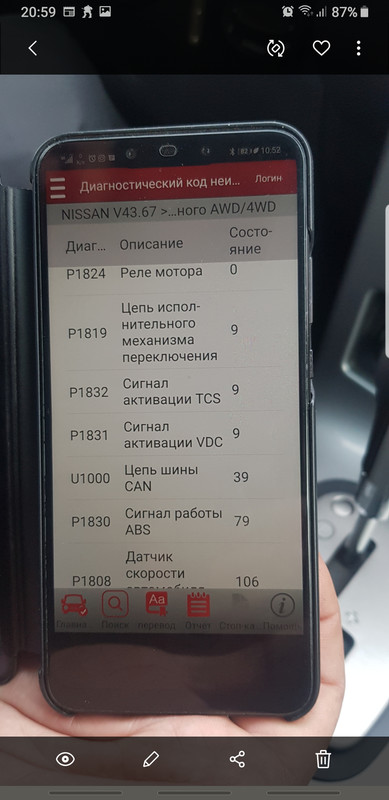 20:59
87%
10:52
Диагностический код неи...
Логин
NISSAN V43.67 >...ного AWD/4WD
Диаг...
Описание
Состо-
яние
P1824
Реле мотора
0
P1819
Цепь испол-
нительного
механизма
переключения
9
P1832
Сигнал
активации TCS
9
P1831
Сигнал
активации VDC
9
U1000
Цепь шины
CAN
39
P1830
Сигнал работы
ABS
79
P1808
Датчик
скорости
автомобиля
106
Aa
Поиск
перевод
Отчет